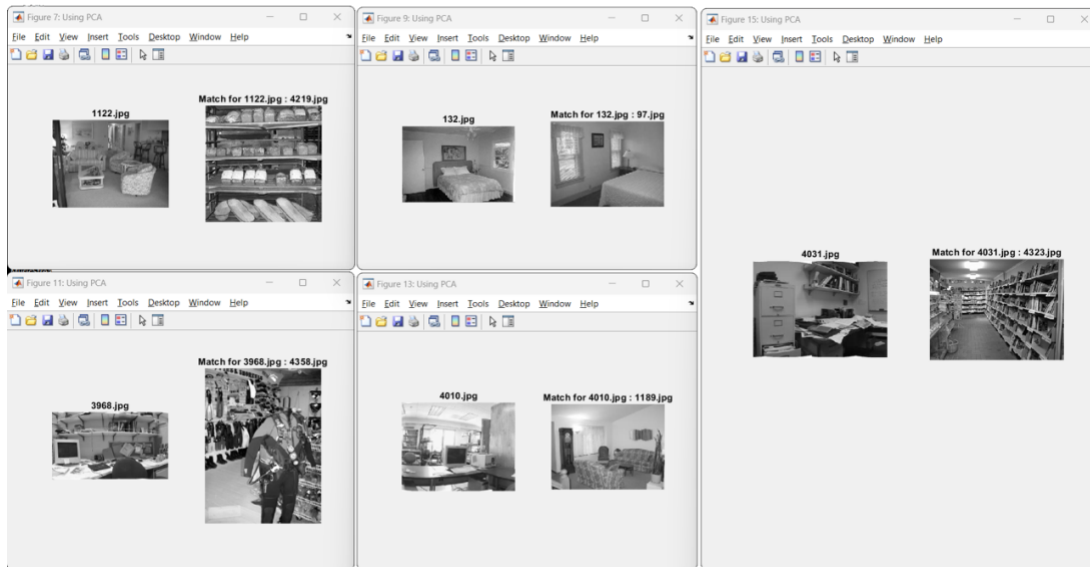 Figure 7: Using PCA
File Edit View Insert Tools Desktop Window Help
1122.jpg
Match for 1122.jpg : 4219.jpg
Figure 9: Using PCA
File Edit View Insert Tools Desktop Window Help
132.jpg
Match for 132.jpg : 97.jpg
Figure 15: Using PCA
File Edit View Insert Tools Desktop Window Help
4031.jpg
Match for 4031.jpg : 4323.jpg
Figure 11: Using PCA
File Edit View Insert Tools Desktop Window Help
3968.jpg
Match for 3968.jpg : 4358.jpg
Figure 13: Using PCA
File Edit View Insert Tools Desktop Window Help
4010.jpg
Match for 4010.jpg : 1189.jpg